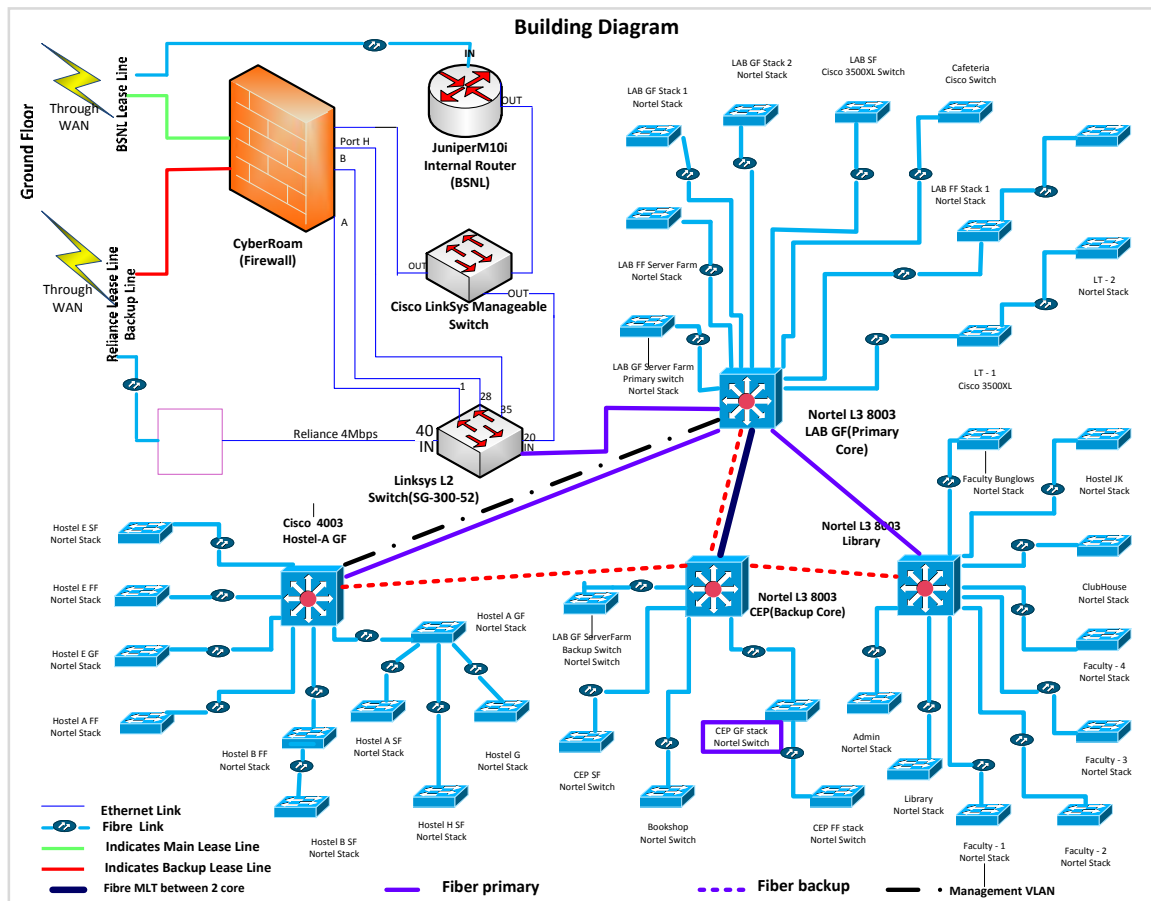 Building Diagram
Ground Floor
Through
WAN
BSNL Lease Line
IN
OUT
JuniperM10i
Internal Router
(BSNL)
Port H
B
A
CyberRoam
(Firewall)
Through
WAN
Reliance Lease Line
Backup Line
OUT
OUT
Cisco LinkSys Manageable
Switch
1
28
35
40
IN
20
IN
Reliance 4Mbps
Linksys L2
Switch(SG-300-52)
LAB GF Stack 2
Nortel Stack
LAB SF
Cisco 3500XL Switch
Cafeteria
Cisco Switch
LAB GF Stack 1
Nortel Stack
LAB FF Stack 1
Nortel Stack
LAB FF Server Farm
Nortel Stack
LT - 2
Nortel Stack
LAB GF Server Farm
Primary switch
Nortel Stack
LT - 1
Cisco 3500XL
Nortel L3 8003
LAB GF(Primary
Core)
Faculty Bunglows
Nortel Stack
Hostel JK
Nortel Stack
Cisco 4003
Hostel-A GF
Nortel L3 8003
Library
Hostel E SF
Nortel Stack
Hostel E FF
Nortel Stack
Hostel E GF
Nortel Stack
Hostel A FF
Nortel Stack
Hostel A GF
Nortel Stack
Hostel B FF
Nortel Stack
Hostel A SF
Nortel Stack
Hostel G
Nortel Stack
Hostel B SF
Nortel Stack
Hostel H SF
Nortel Stack
Nortel L3 8003
CEP(Backup Core)
LAB GF ServerFarm
Backup Switch
Nortel Switch
CEP SF
Nortel Switch
Bookshop
Nortel Switch
CEP GF stack
Nortel Switch
CEP FF stack
Nortel Switch
ClubHouse
Nortel Stack
Faculty - 4
Nortel Stack
Admin
Nortel Stack
Faculty - 3
Nortel Stack
Library
Nortel Stack
Faculty - 1
Nortel Stack
Faculty - 2
Nortel Stack
Ethernet Link
Fibre Link
Indicates Main Lease Line
Indicates Backup Lease Line
Fibre MLT between 2 core
Fiber primary
Fiber backup
Management VLAN